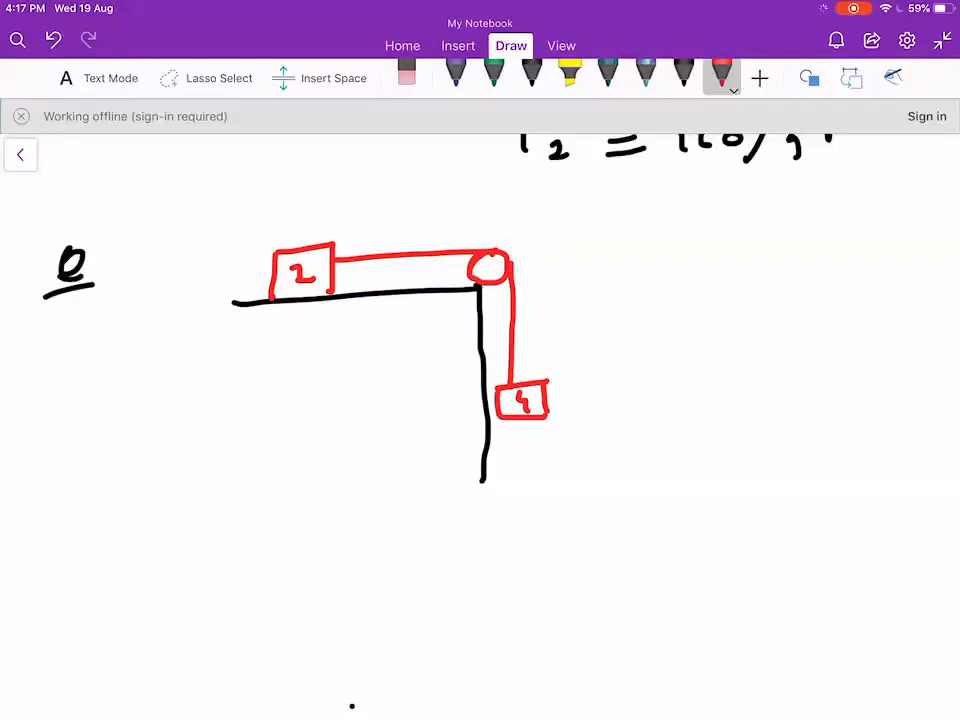 4:17 PM Wed 19 Aug
59%
My Notebook
Home Insert Draw View
A Text Mode Lasso Select Insert Space
Working offline (sign-in required) Sign in
Q
2
4